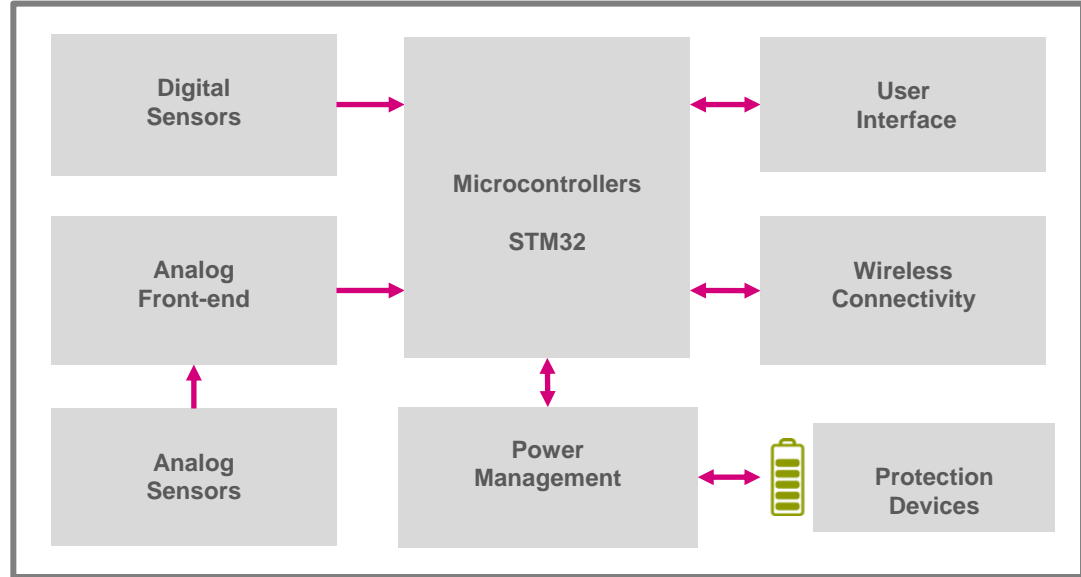 Digital
Sensors
Microcontrollers
STM32
User
Interface
Analog
Front-end
Wireless
Connectivity
Analog
Sensors
Power
Management
Protection
Devices